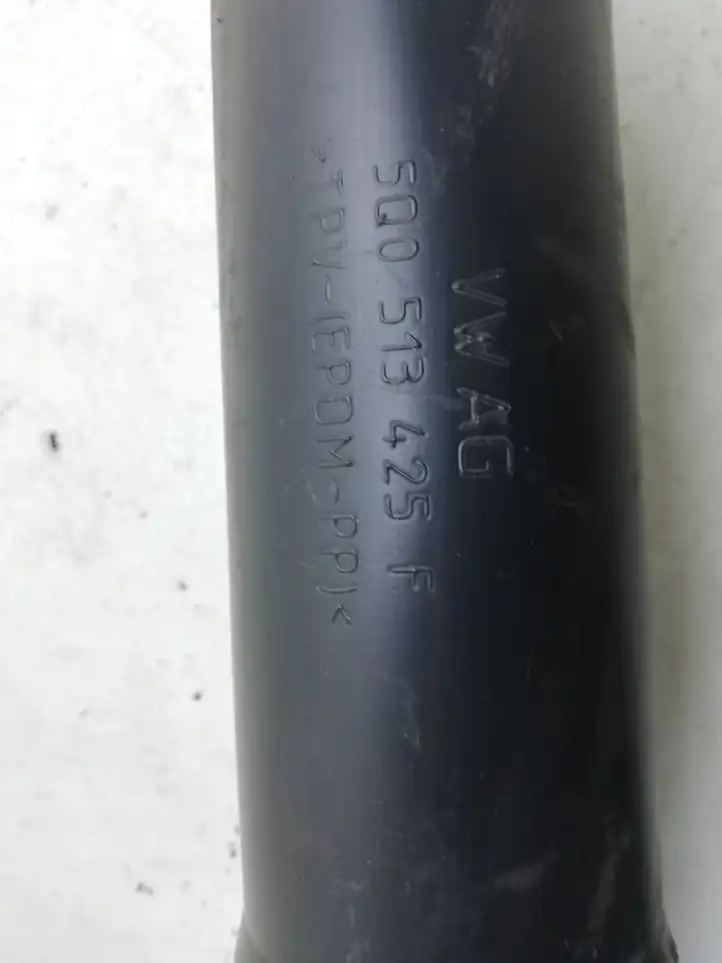 VW AG
5Q0 513 425 F
>TPV-(EPDM-PP)<